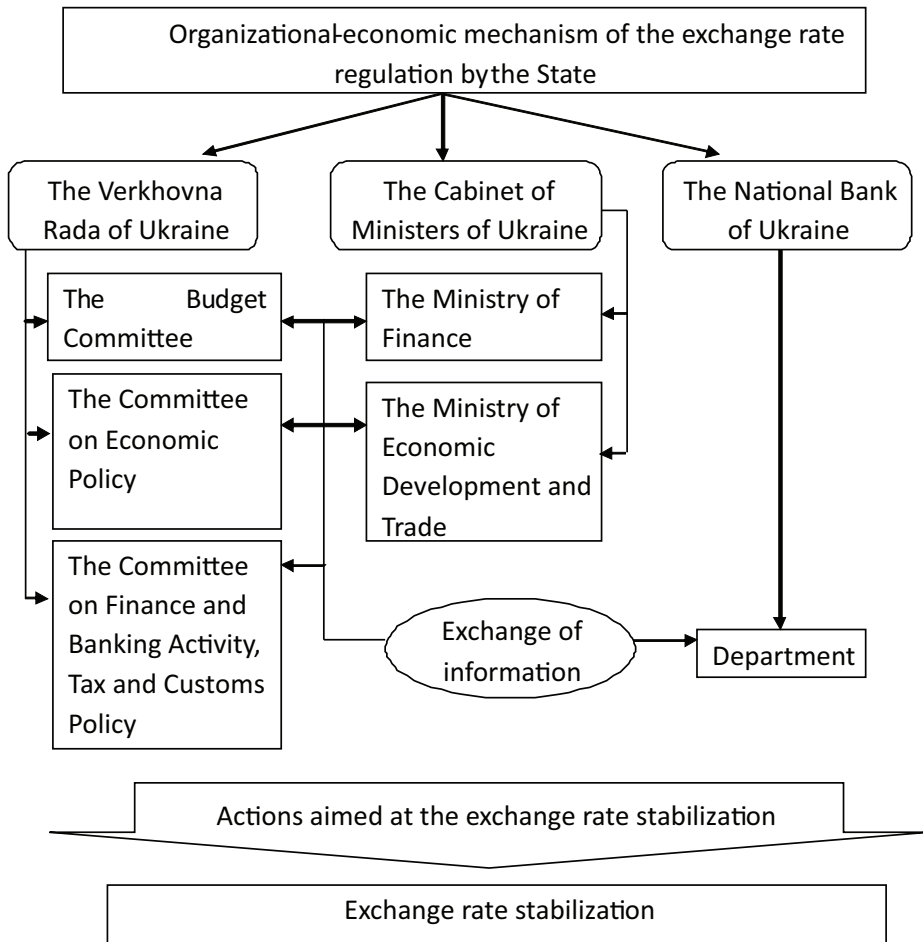 Organizational-economic mechanism of the exchange rate
regulation by the State
The Verkhovna
Rada of Ukraine
The Cabinet of
Ministers of Ukraine
The National Bank
of Ukraine
The Budget
Committee
The Ministry of
Finance
The Committee
on Economic
Policy
The Ministry of
Economic
Development and
Trade
The Committee
on Finance and
Banking Activity,
Tax and Customs
Policy
Exchange of
information
Department
Actions aimed at the exchange rate stabilization
Exchange rate stabilization